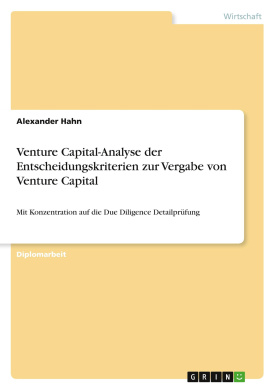 Wirtschaft
Alexander Hahn
Venture Capital-Analyse der
Entscheidungskriterien zur Vergabe von
Venture Capital
Mit Konzentration auf die Due Diligence Detailprüfung
Diplomarbeit
GRIN